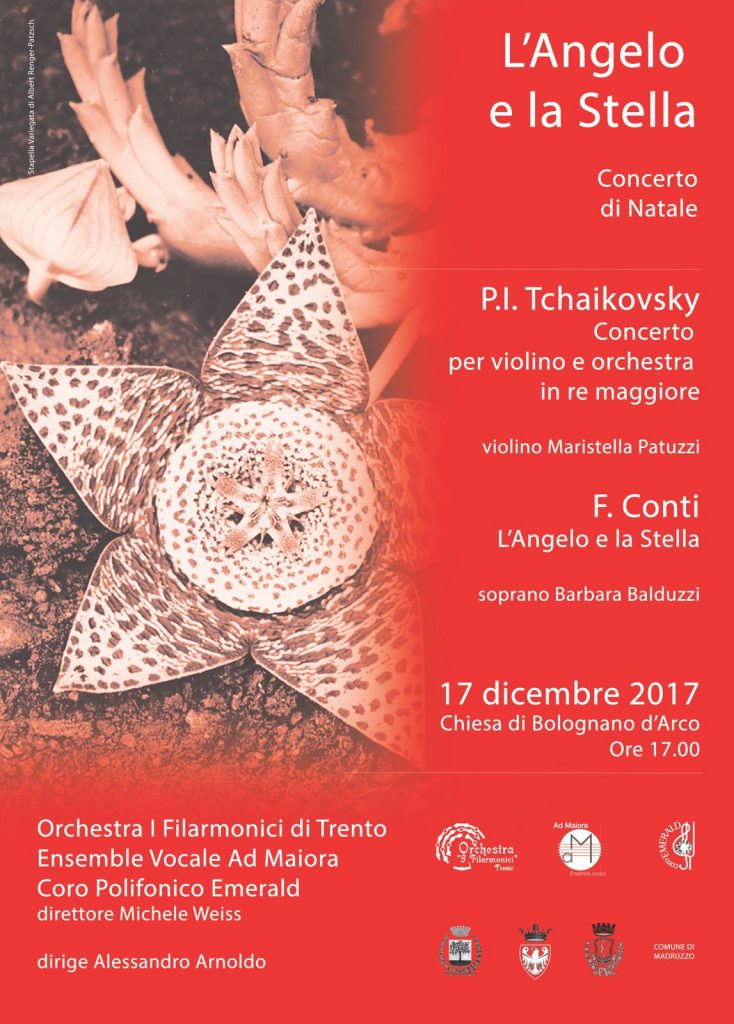 Stapelia Variegata di Albert Renger-Patzsch
L'Angelo
e la Stella
Concerto
di Natale
P.I. Tchaikovsky
Concerto
per violino e orchestra
in re maggiore
violino Maristella Patuzzi
F. Conti
L'Angelo e la Stella
soprano Barbara Balduzzi
17 dicembre 2017
Chiesa di Bolognano d'Arco
Ore 17.00
Orchestra I Filarmonici di Trento
Ensemble Vocale Ad Maiora
Coro Polifonico Emerald
direttore Michele Weiss
dirige Alessandro Arnoldo
Orchestra
"I Filarmonici"
Trento
Ad Maiora
aM
Ensemble vocale
COMUNE DI
MADRUZZO